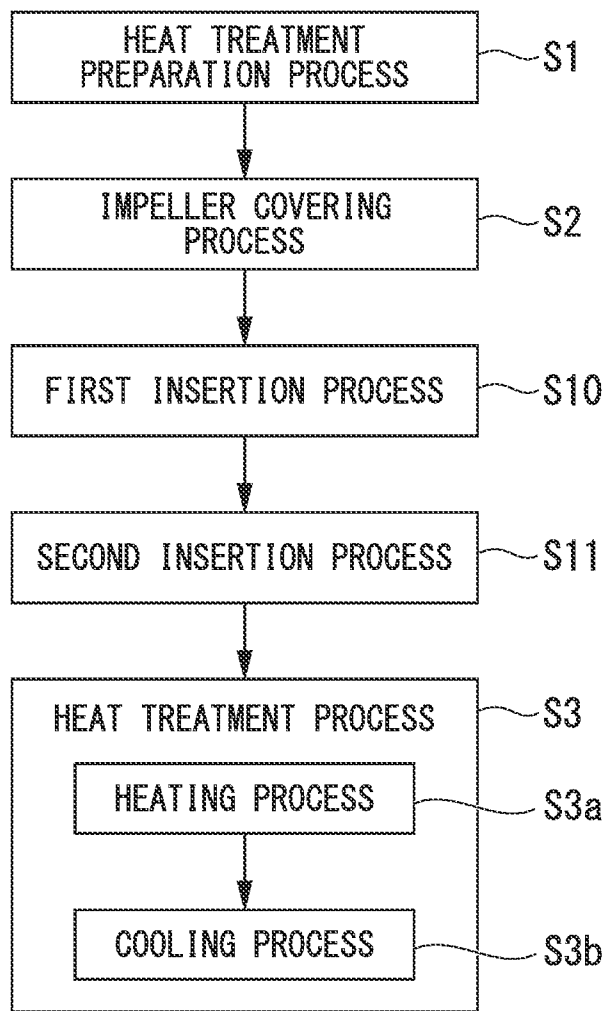 HEAT TREATMENT
PREPARATION PROCESS
S1
IMPELLER COVERING
PROCESS
S2
FIRST INSERTION PROCESS
S10
SECOND INSERTION PROCESS
S11
HEAT TREATMENT PROCESS
S3
HEATING PROCESS
S3a
COOLING PROCESS
S3b